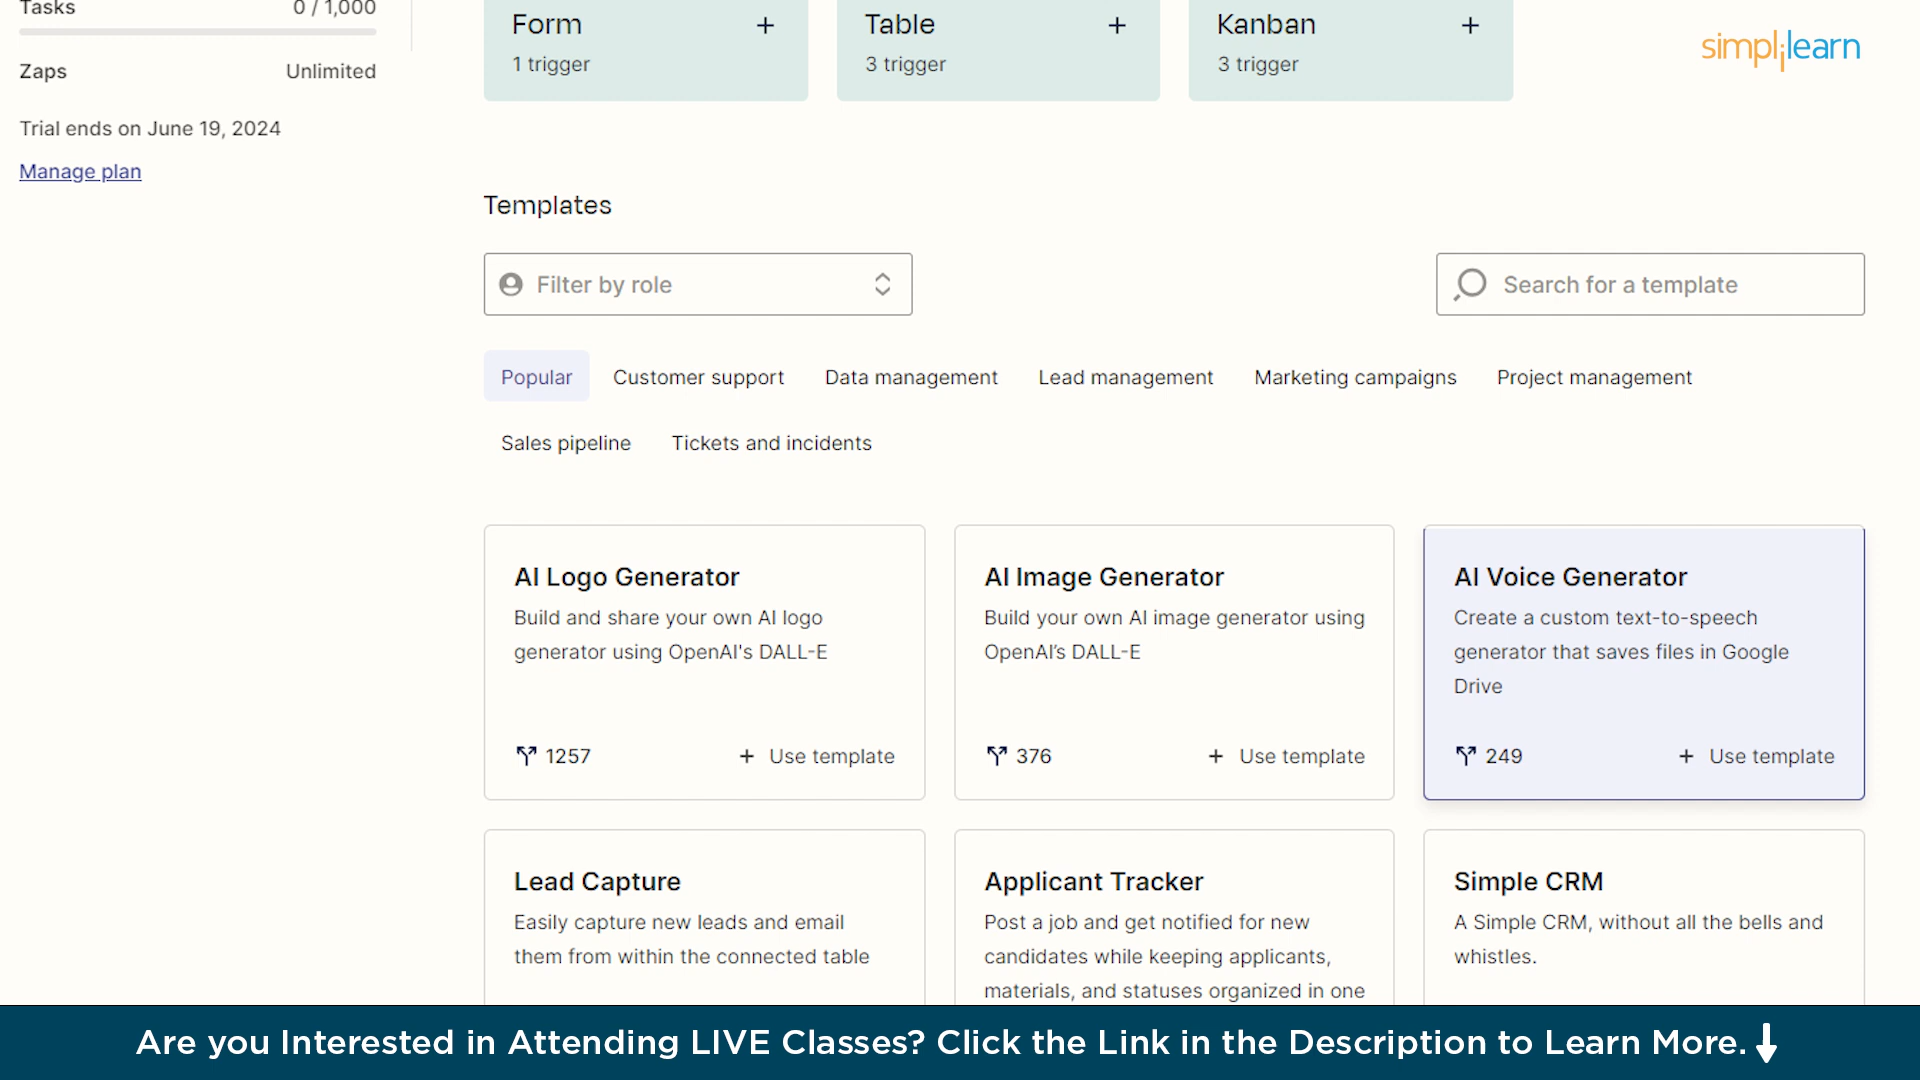 Tasks 0 / 1,000
Zaps Unlimited
Trial ends on June 19, 2024
Manage plan
Form +
1 trigger
Table +
3 trigger
Kanban +
3 trigger
simplilearn
Templates
Filter by role
Search for a template
Popular Customer support Data management Lead management Marketing campaigns Project management
Sales pipeline Tickets and incidents
AI Logo Generator
Build and share your own AI logo
generator using OpenAI's DALL-E
1257 + Use template
AI Image Generator
Build your own AI image generator using
OpenAI’s DALL-E
376 + Use template
AI Voice Generator
Create a custom text-to-speech
generator that saves files in Google
Drive
249 + Use template
Lead Capture
Easily capture new leads and email
them from within the connected table
Applicant Tracker
Post a job and get notified for new
candidates while keeping applicants,
materials, and statuses organized in one
Simple CRM
A Simple CRM, without all the bells and
whistles.
Are you Interested in Attending LIVE Classes? Click the Link in the Description to Learn More.